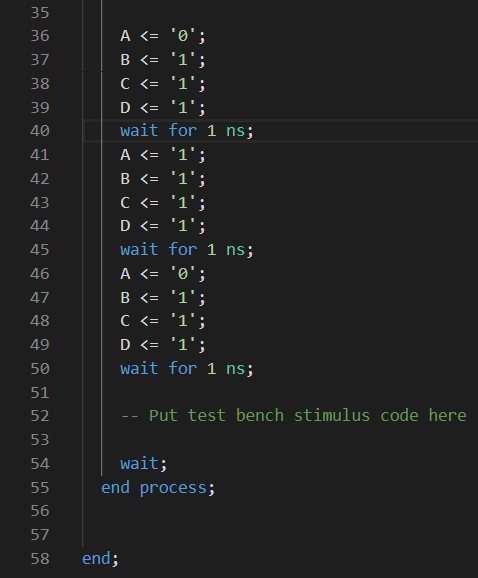 35
36 A <= '0';
37 B <= '1';
38 C <= '1';
39 D <= '1';
40 wait for 1 ns;
41 A <= '1';
42 B <= '1';
43 C <= '1';
44 D <= '1';
45 wait for 1 ns;
46 A <= '0';
47 B <= '1';
48 C <= '1';
49 D <= '1';
50 wait for 1 ns;
51
52 -- Put test bench stimulus code here
53
54 wait;
55 end process;
56
57
58 end;